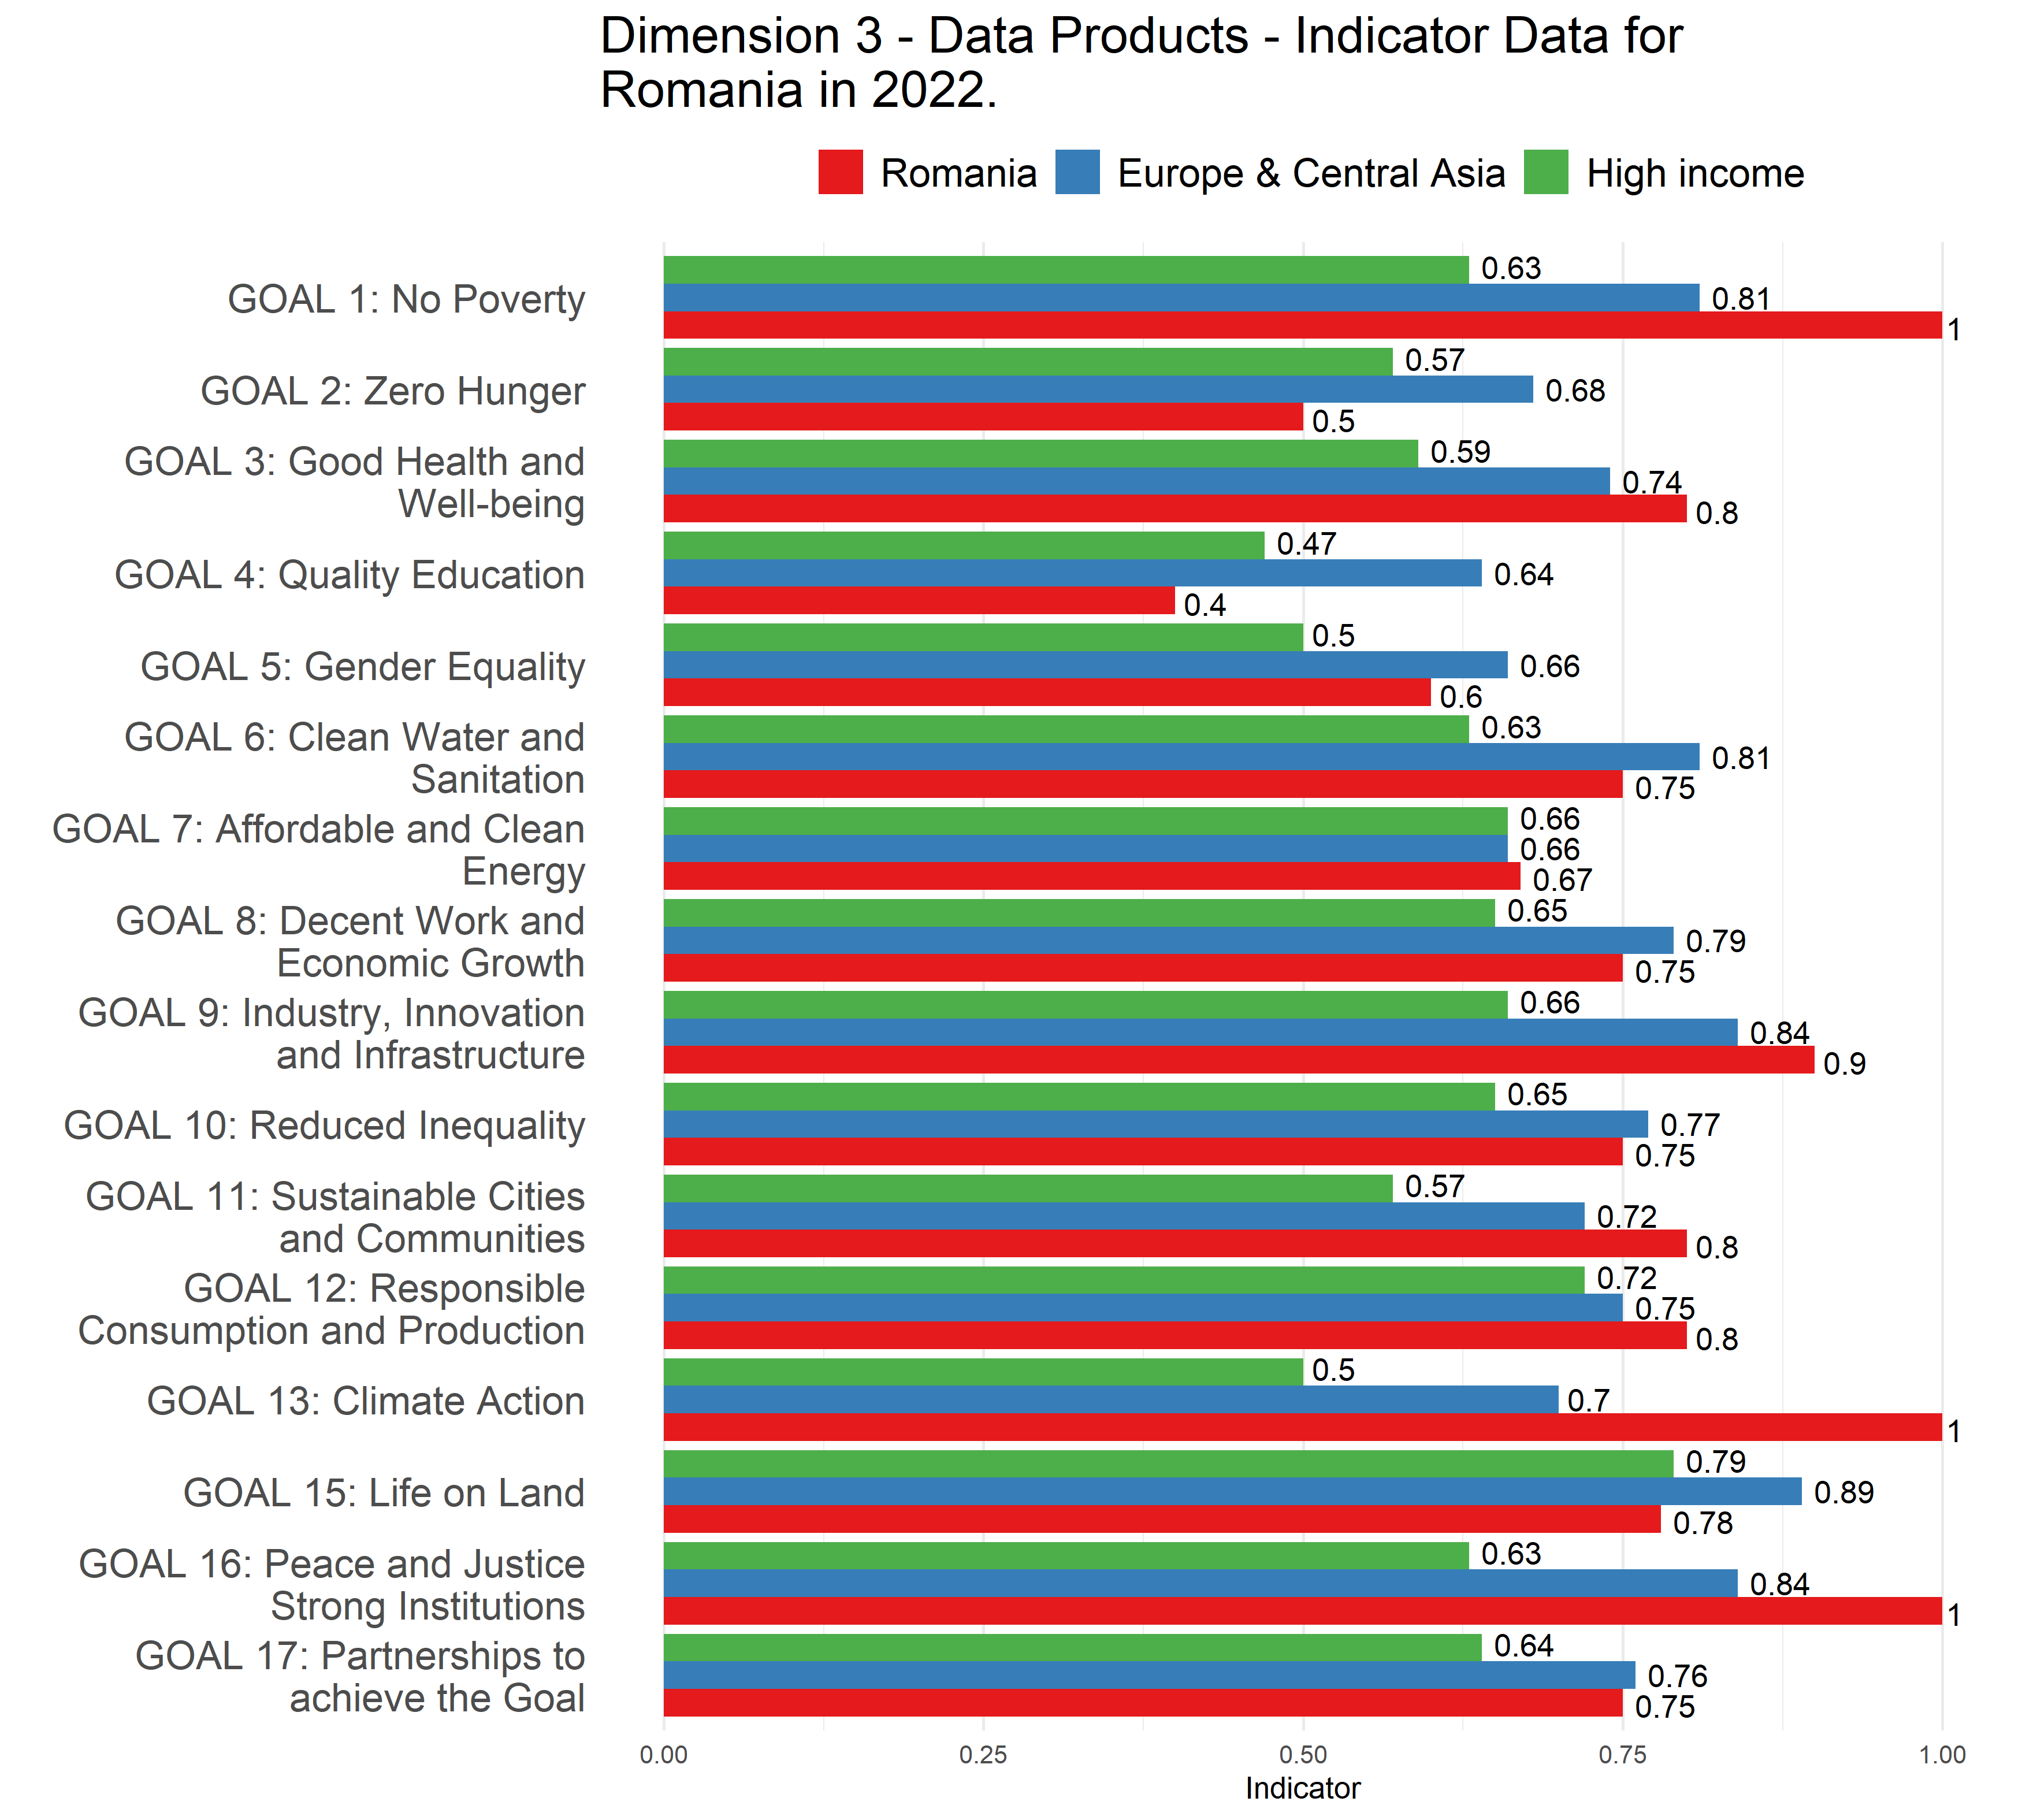 Dimension 3 - Data Products - Indicator Data for
Romania in 2022.
Romania Europe & Central Asia High income
GOAL 1: No Poverty
0.63
0.81
1
GOAL 2: Zero Hunger
0.57
0.68
0.5
GOAL 3: Good Health and
Well-being
0.59
0.74
0.8
GOAL 4: Quality Education
0.47
0.64
0.4
GOAL 5: Gender Equality
0.5
0.66
0.6
GOAL 6: Clean Water and
Sanitation
0.63
0.81
0.75
GOAL 7: Affordable and Clean
Energy
0.66
0.66
0.67
GOAL 8: Decent Work and
Economic Growth
0.65
0.79
0.75
GOAL 9: Industry, Innovation
and Infrastructure
0.66
0.84
0.9
GOAL 10: Reduced Inequality
0.65
0.77
0.75
GOAL 11: Sustainable Cities
and Communities
0.57
0.72
0.8
GOAL 12: Responsible
Consumption and Production
0.72
0.75
0.8
GOAL 13: Climate Action
0.5
0.7
1
GOAL 15: Life on Land
0.79
0.89
0.78
GOAL 16: Peace and Justice
Strong Institutions
0.63
0.84
1
GOAL 17: Partnerships to
achieve the Goal
0.64
0.76
0.75
0.00 0.25 0.50 0.75 1.00
Indicator